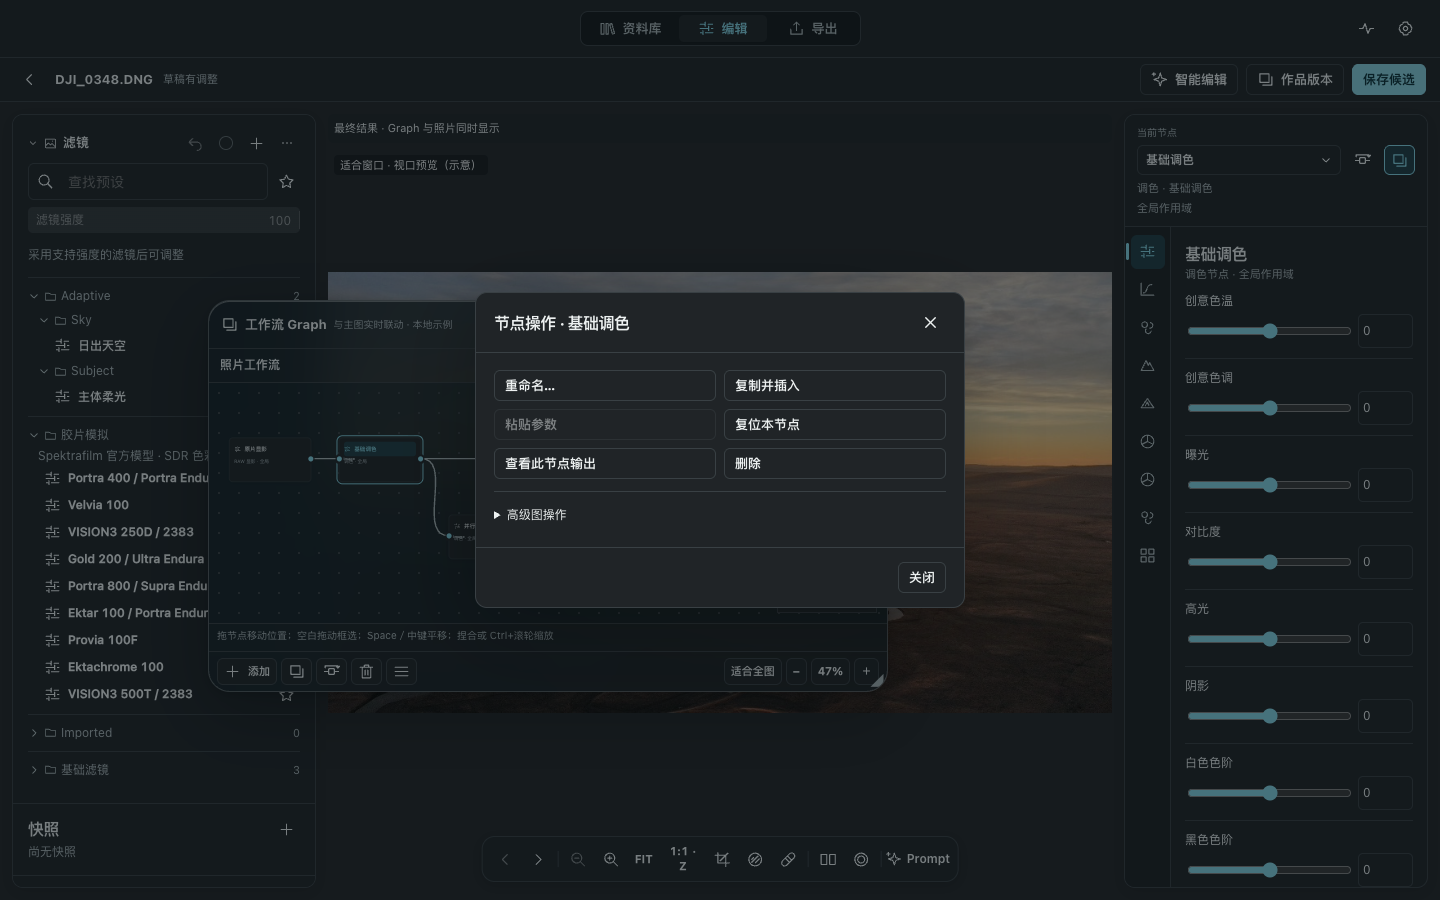 资料库
编辑
导出
DJI_0348.DNG
草稿有调整
智能编辑
作品版本
保存候选
滤镜
查找预设
滤镜强度
100
采用支持强度的滤镜后可调整
Adaptive
2
Sky
日出天空
Subject
主体柔光
胶片模拟
Spektrafilm 官方模型 · SDR 色
Portra 400 / Portra Endu
Velvia 100
VISION3 250D / 2383
Gold 200 / Ultra Endura
Portra 800 / Supra Endu
Ektar 100 / Portra Endur
Provia 100F
Ektachrome 100
VISION3 500T / 2383
Imported
0
基础滤镜
3
快照
尚无快照
最终结果 · Graph 与照片同时显示
适合窗口 · 视口预览（示意）
工作流 Graph
与主图实时联动 · 本地示例
照片工作流
基础调色
拖节点移动位置；空白拖动框选；Space / 中键平移；捏合或 Ctrl+滚轮缩放
添加
适合全图
−
47%
+
节点操作 · 基础调色
重命名...
复制并插入
粘贴参数
复位本节点
查看此节点输出
删除
高级图操作
关闭
FIT
1:1 ·
Z
Prompt
当前节点
基础调色
调色 · 基础调色
全局作用域
基础调色
调色节点 · 全局作用域
创意色温
0
创意色调
0
曝光
0
对比度
0
高光
0
阴影
0
白色色阶
0
黑色色阶
0